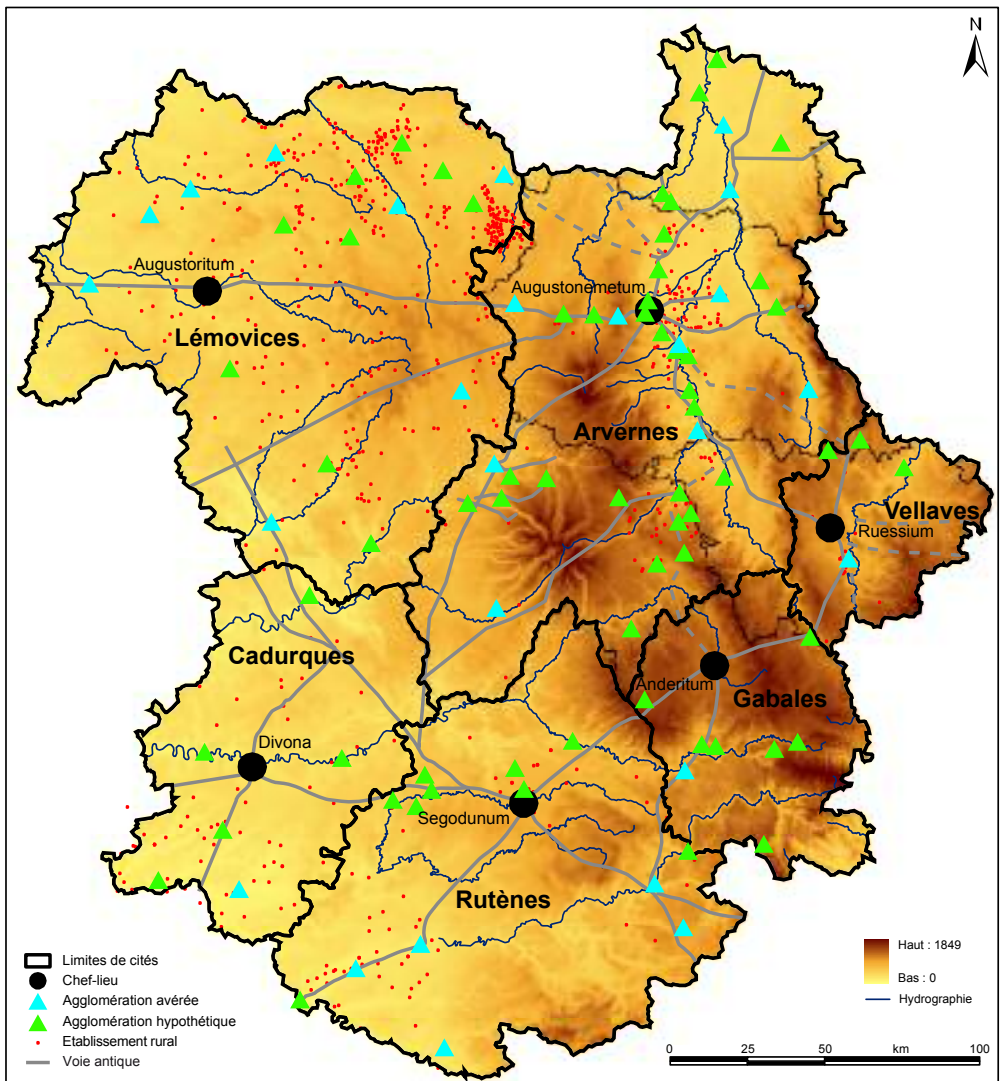 N
Augustoritum
Lémovices
Augustonemetum
Arvernes
Vellaves
Ruessium
Cadurques
Anderitum
Gabales
Divona
Segodunum
Rutènes
Limites de cités
Chef-lieu
Agglomération avérée
Agglomération hypothétique
Etablissement rural
Voie antique
Haut : 1849
Bas : 0
Hydrographie
0 25 50 km 100